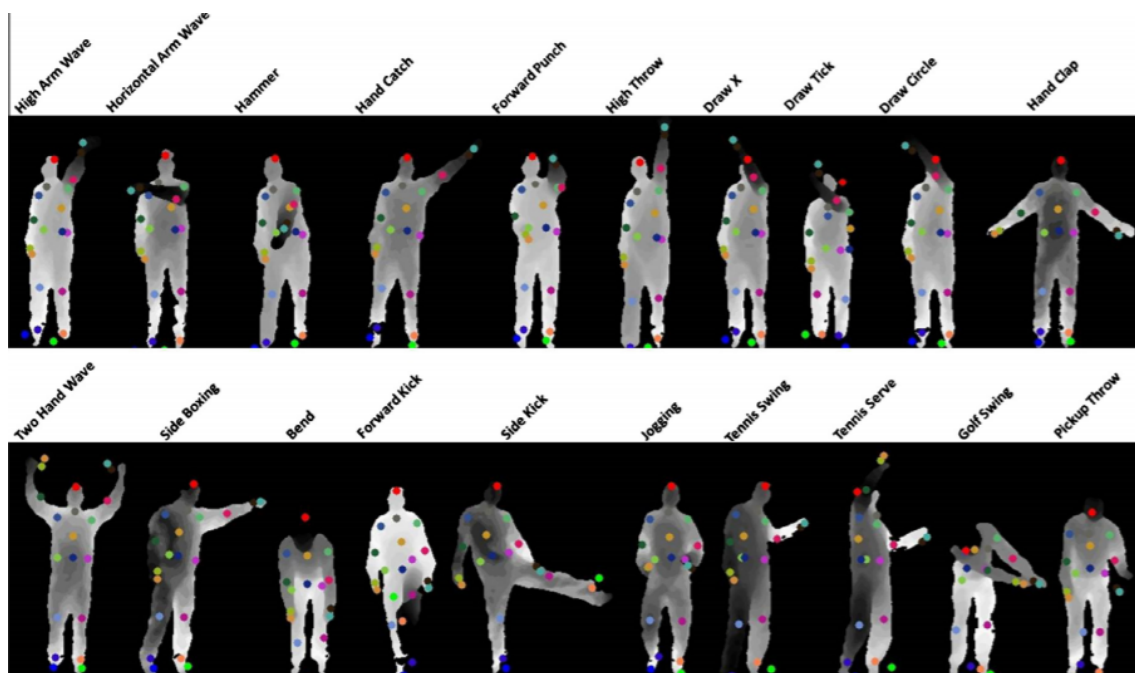 High Arm Wave
Horizontal Arm Wave
Hammer
Hand Catch
Forward Punch
High Throw
Draw X
Draw Tick
Draw Circle
Hand Clap
Two Hand Wave
Side Boxing
Bend
Forward Kick
Side Kick
Jogging
Tennis Swing
Tennis Serve
Golf Swing
Pickup Throw